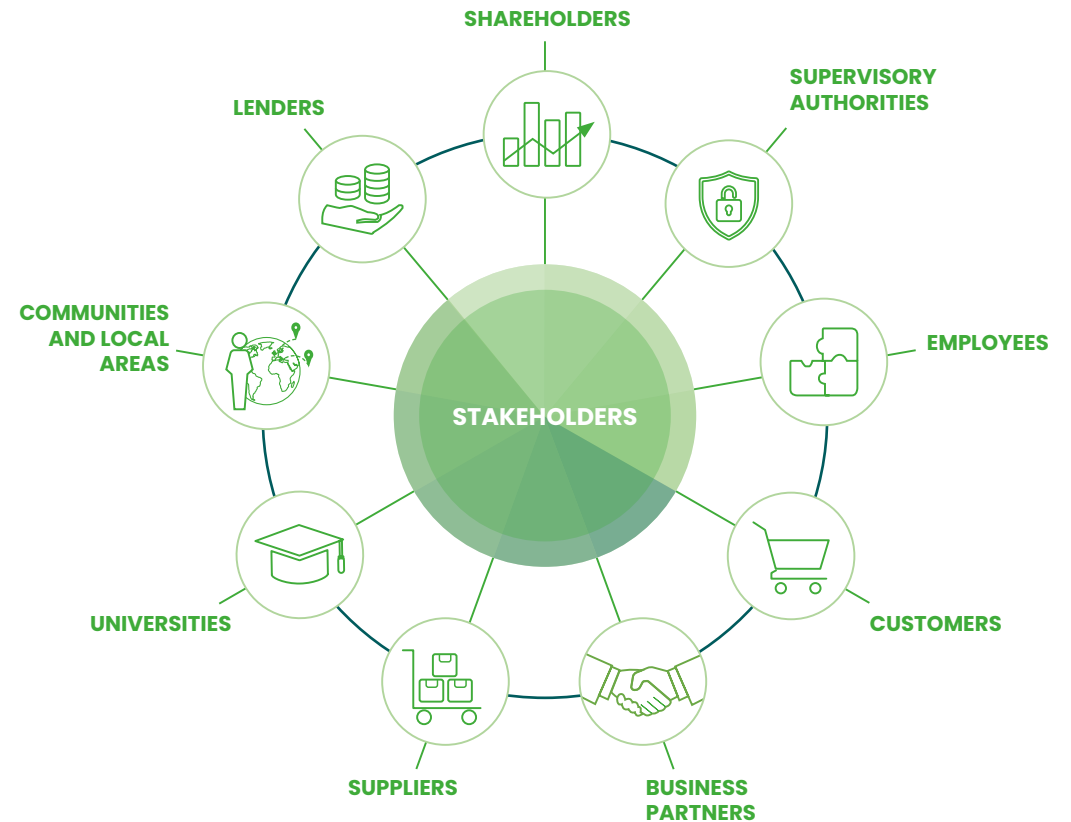 SHAREHOLDERS
SUPERVISORY
AUTHORITIES
LENDERS
COMMUNITIES
AND LOCAL
AREAS
EMPLOYEES
STAKEHOLDERS
UNIVERSITIES
CUSTOMERS
SUPPLIERS
BUSINESS
PARTNERS